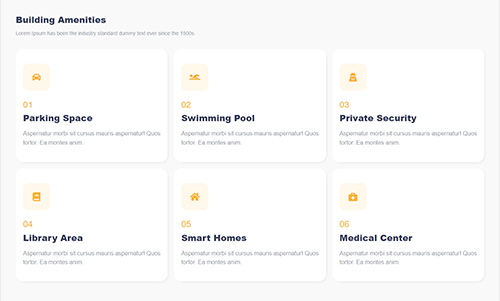 Building Amenities
Lorem Ipsum has been the industry standard dummy text ever since the 1500s.
01
Parking Space
Aspernatur morbi sit cursus mauris aspernatur! Quos
tortor. Ea montes anim.
02
Swimming Pool
Aspernatur morbi sit cursus mauris aspernatur! Quos
tortor. Ea montes anim.
03
Private Security
Aspernatur morbi sit cursus mauris aspernatur! Quos
tortor. Ea montes anim.
04
Library Area
Aspernatur morbi sit cursus mauris aspernatur! Quos
tortor. Ea montes anim.
05
Smart Homes
Aspernatur morbi sit cursus mauris aspernatur! Quos
tortor. Ea montes anim.
06
Medical Center
Aspernatur morbi sit cursus mauris aspernatur! Quos
tortor. Ea montes anim.